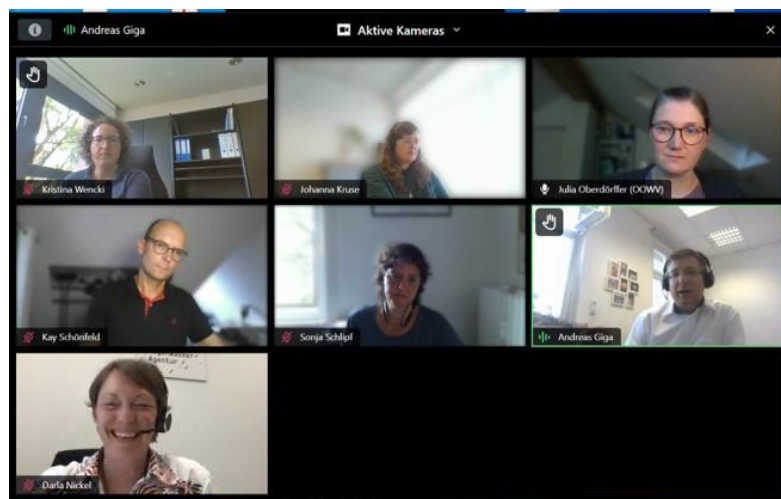 Andreas Giga
Aktive Kameras
Kristina Wencki
Johanna Kruse
Julia Oberdörffer (OOWV)
Kay Schönfeld
Sonja Schlipf
Andreas Giga
Agentur
Darla Nickel